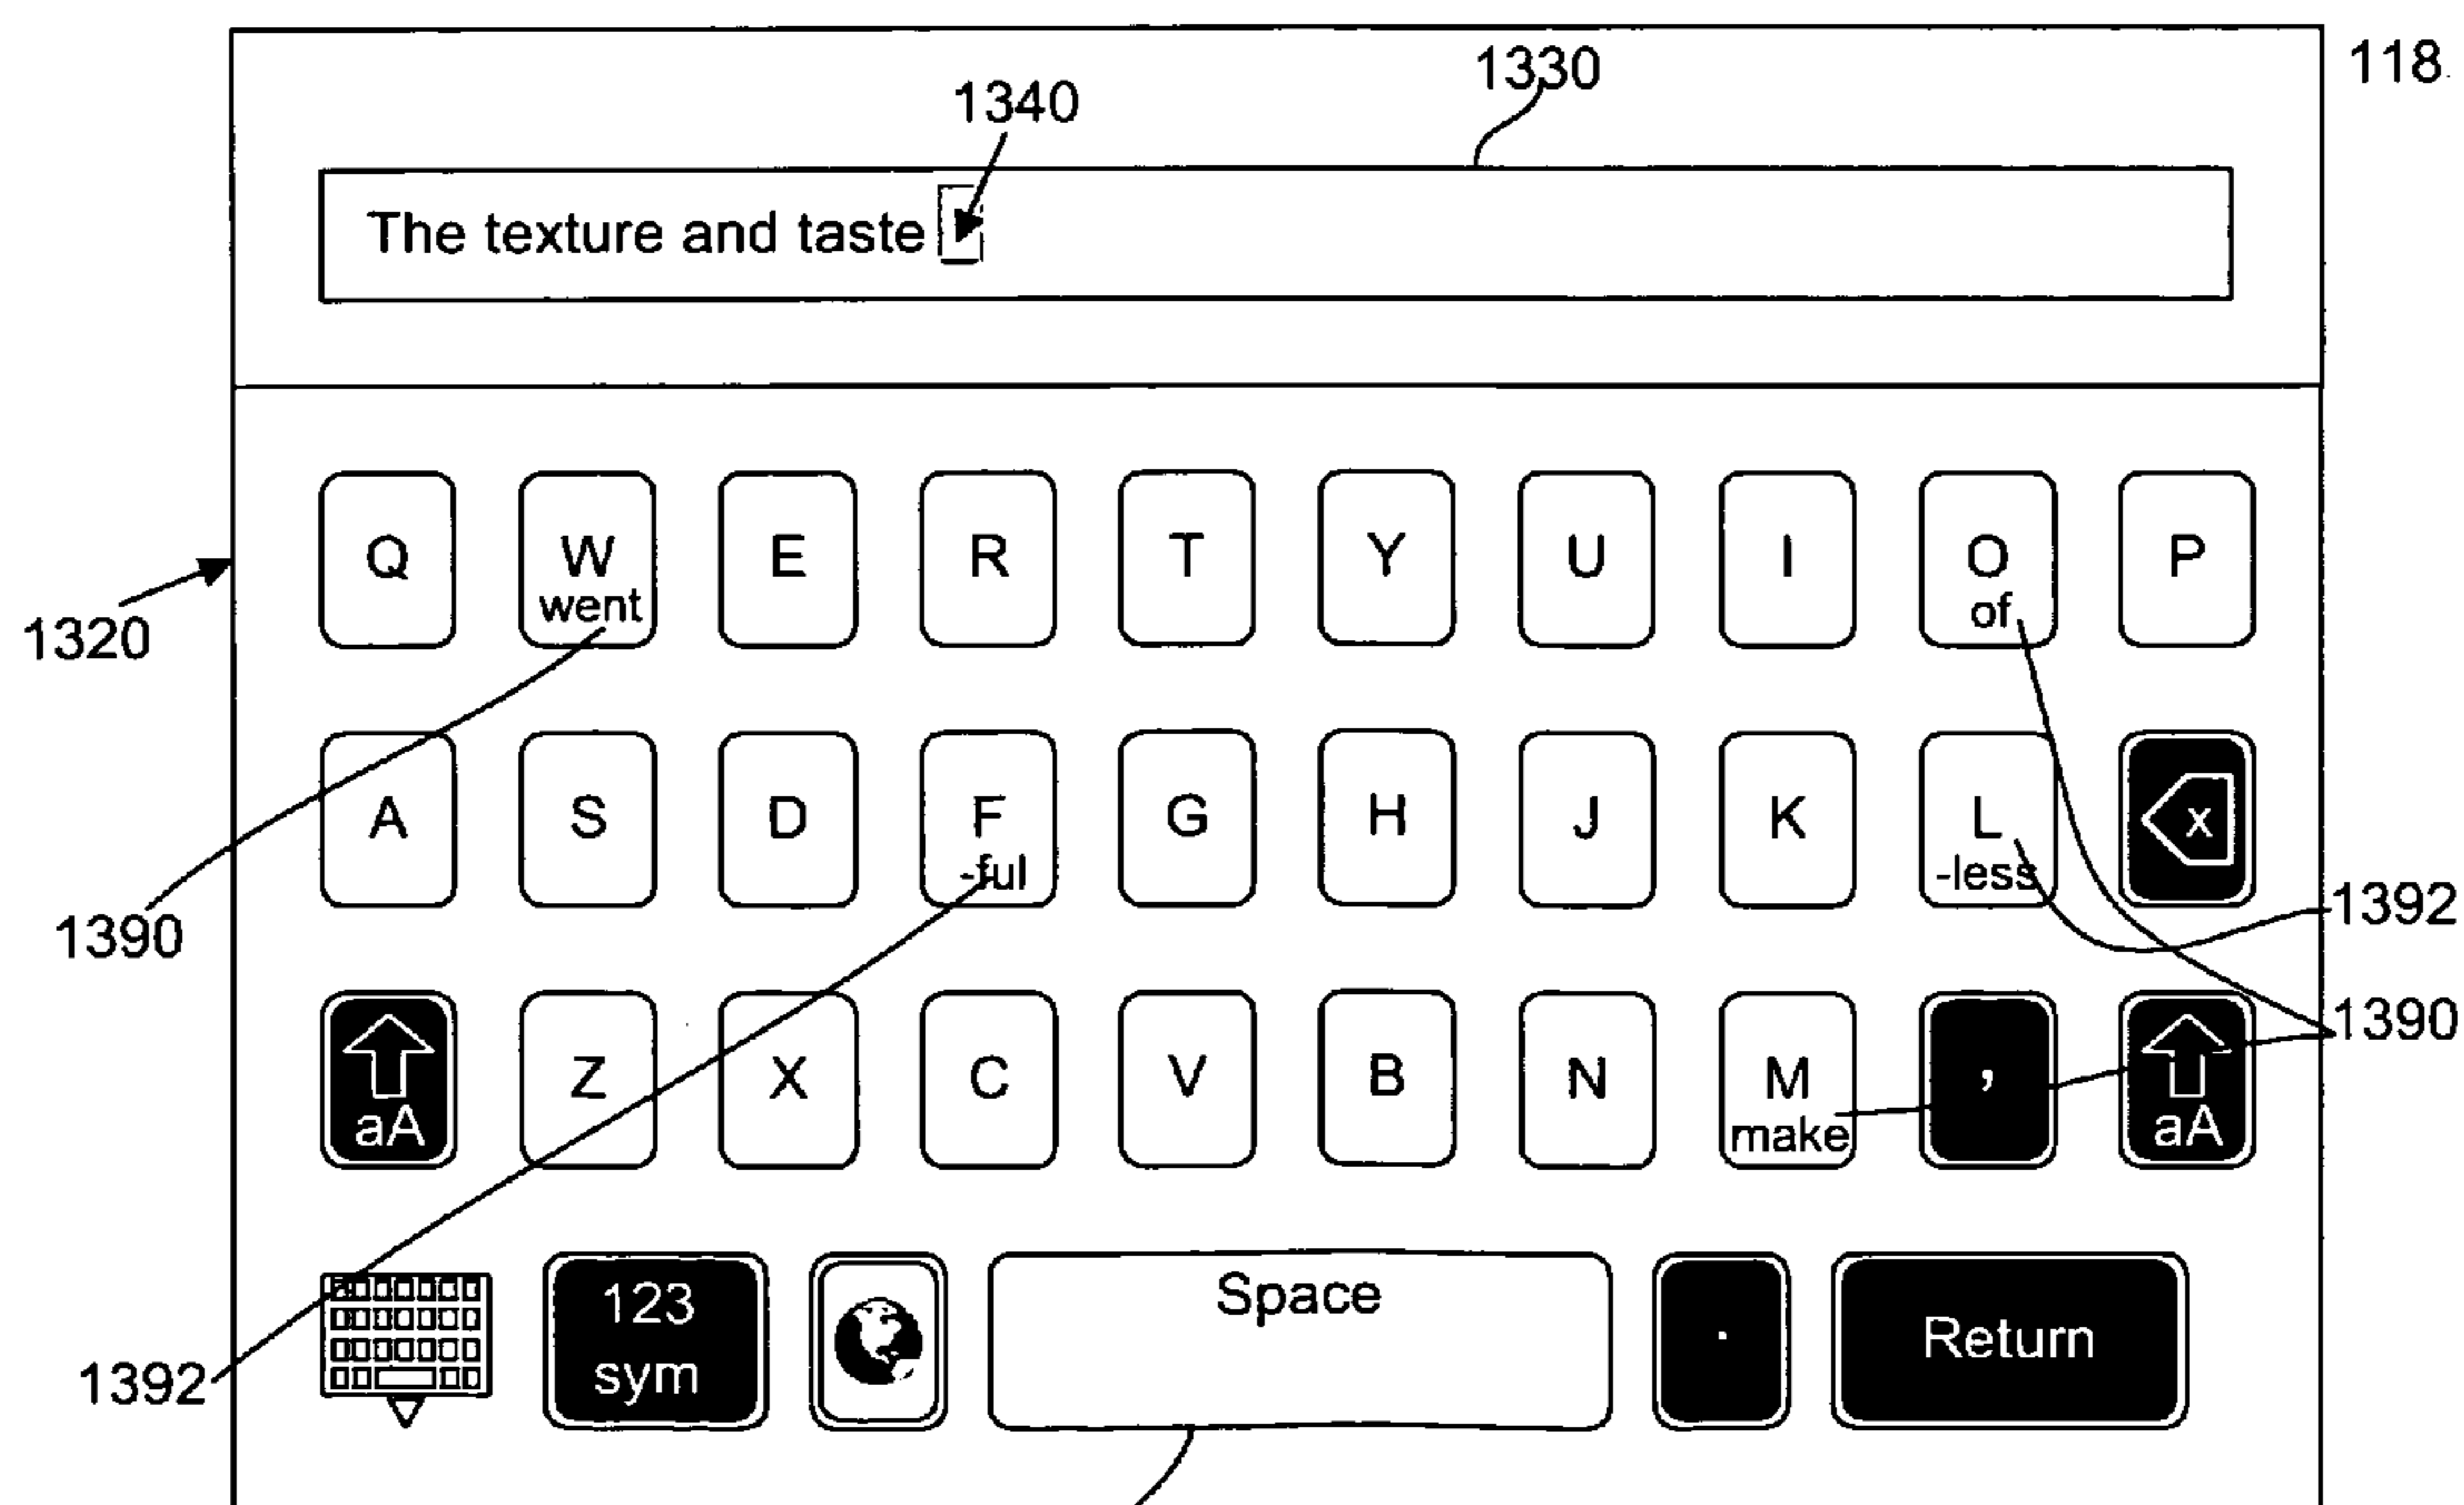 118
1330
1340
The texture and taste
Q W E R T Y U I O P
went of
1320
A S D F G H J K L x
-ful -less
1392
1390
1390
Z X C V B N M , 
aA make aA
123 Space . Return
sym
1392